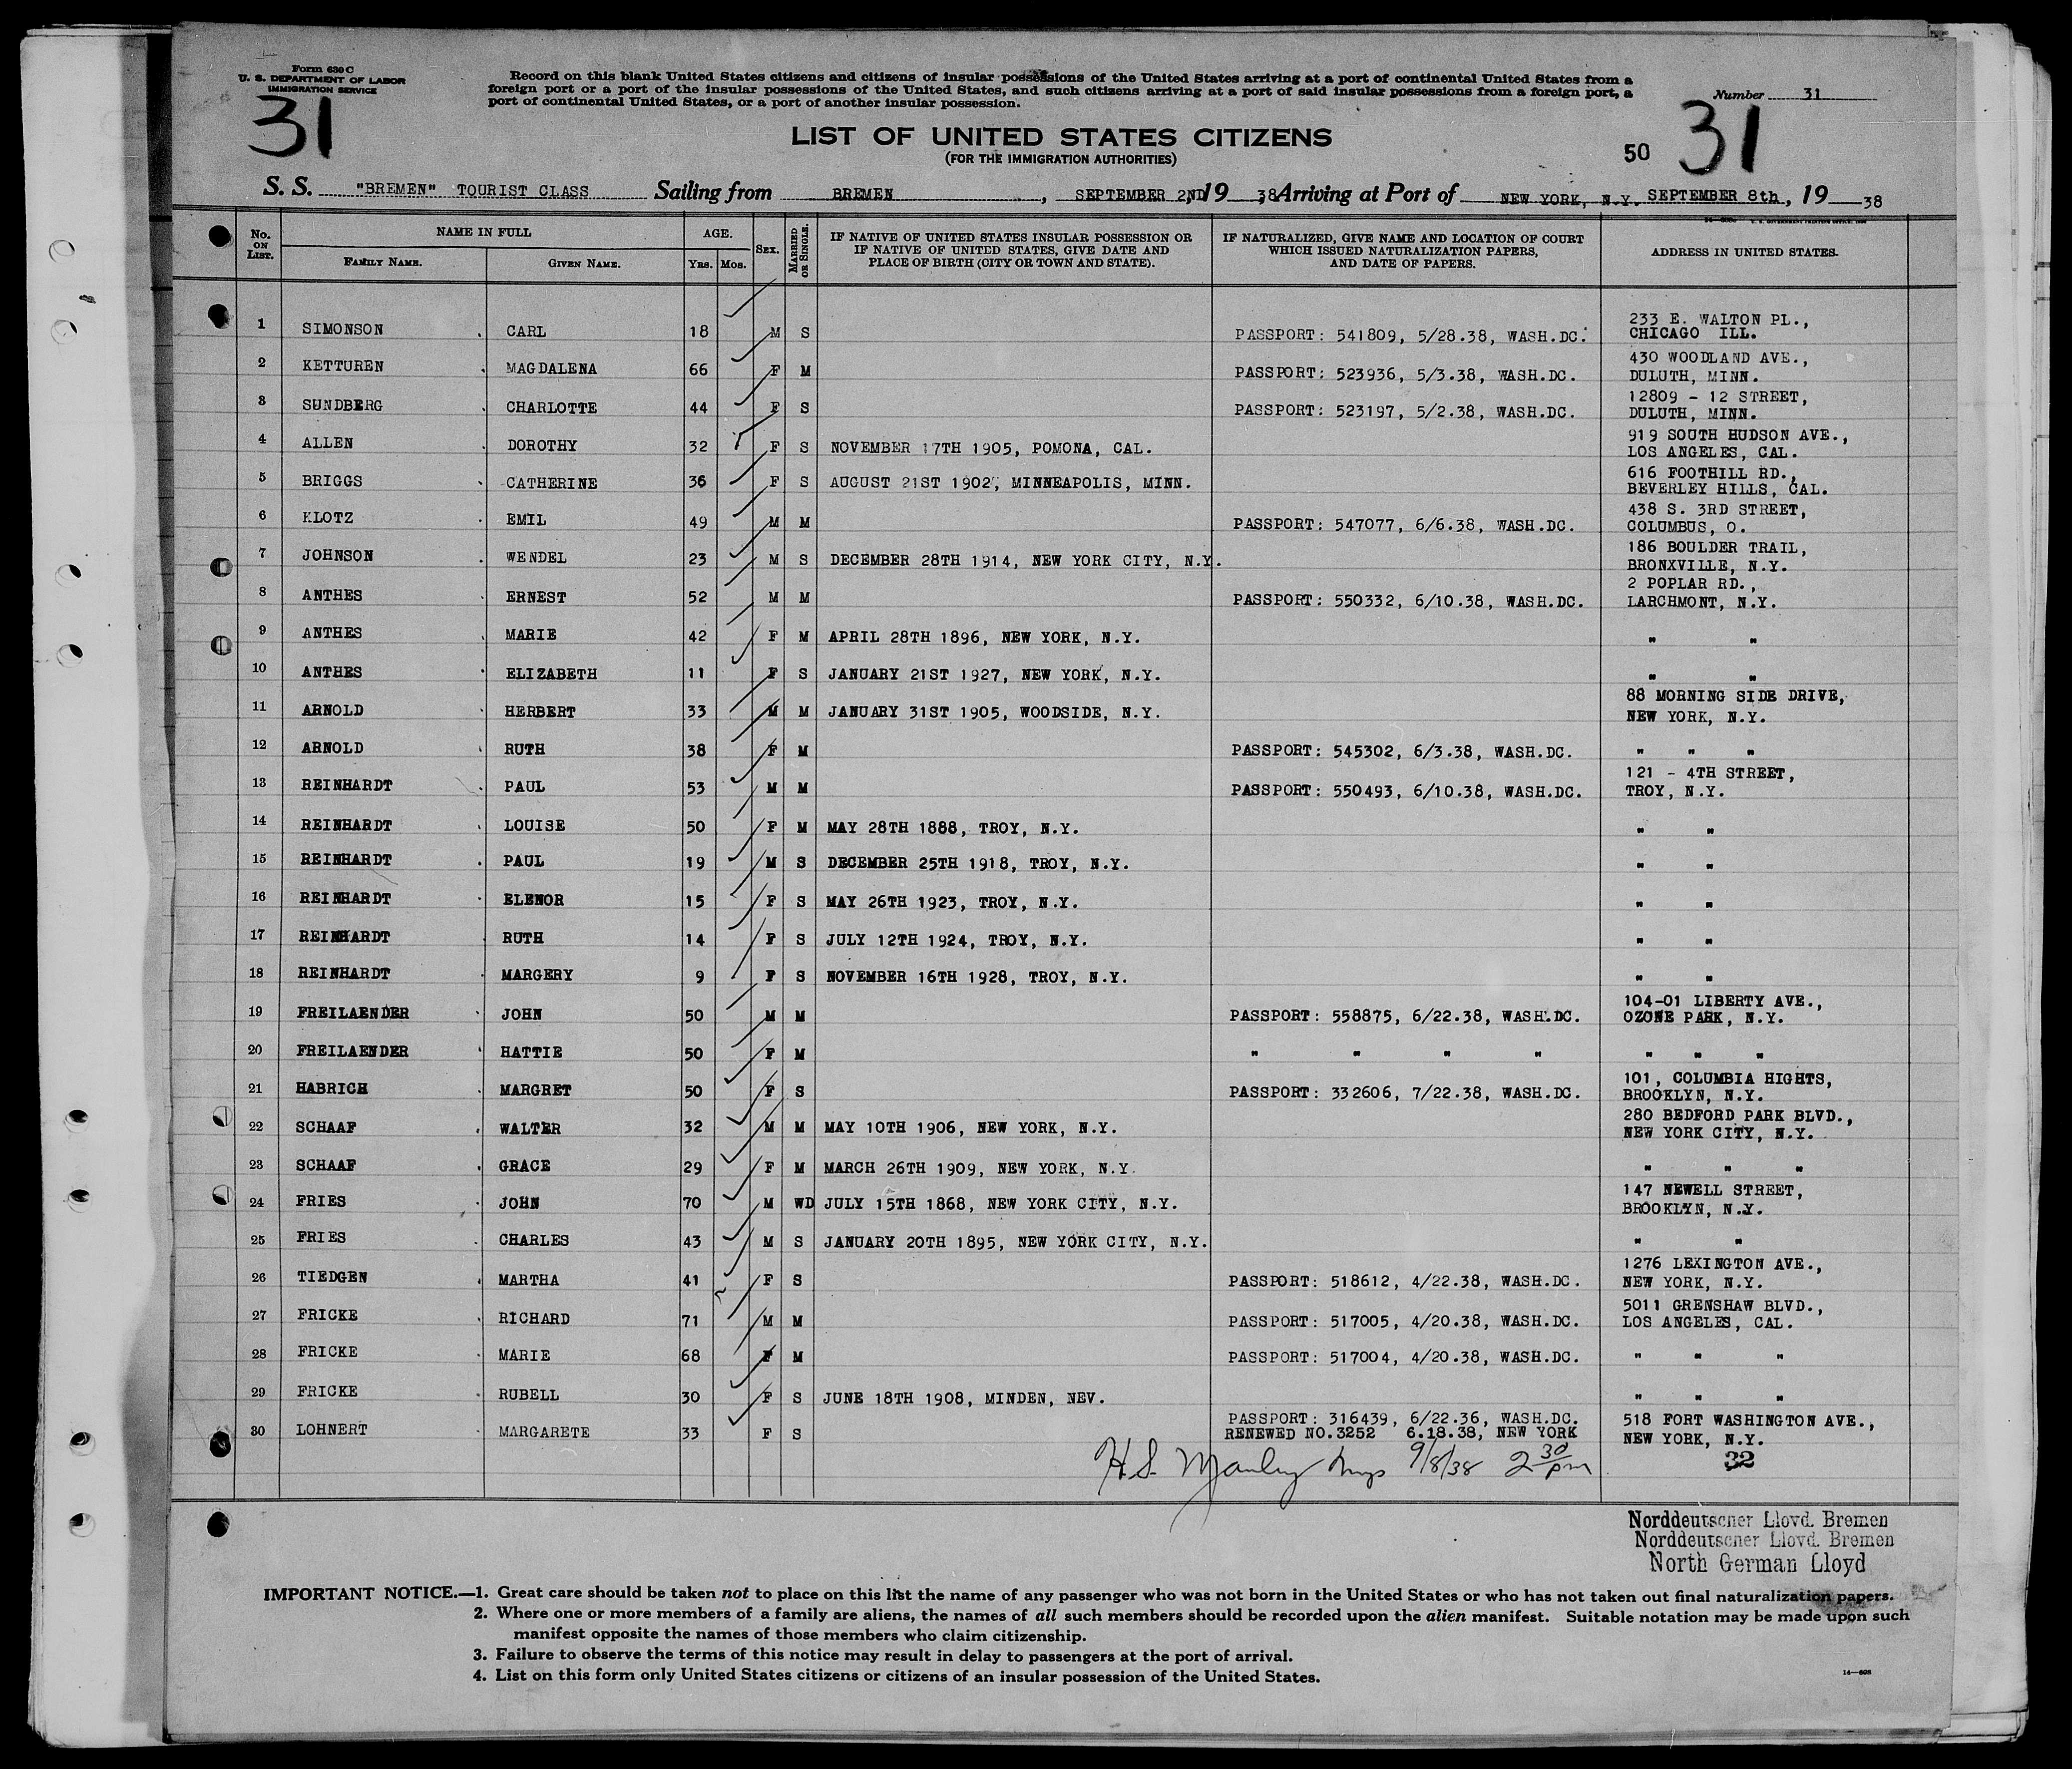 Form 630 C
U. S. DEPARTMENT OF LABOR
IMMIGRATION SERVICE
31
Record on this blank United States citizens and citizens of insular possessions of the United States arriving at a port of continental United States from a
foreign port or a port of the insular possessions of the United States, and such citizens arriving at a port of said insular possessions from a foreign port, a
port of continental United States, or a port of another insular possession.
Number 31
LIST OF UNITED STATES CITIZENS
(FOR THE IMMIGRATION AUTHORITIES)
50 31
S. S. "BREMEN" TOURIST CLASS Sailing from BREMEN, SEPTEMBER 2ND, 19 38, Arriving at Port of NEW YORK, N.Y. SEPTEMBER 8th, 19 38
No. ON LIST. NAME IN FULL FAMILY NAME. GIVEN NAME. AGE. YRS. MOS. SEX. MARRIED OR SINGLE. IF NATIVE OF UNITED STATES INSULAR POSSESSION OR IF NATIVE OF UNITED STATES, GIVE DATE AND PLACE OF BIRTH (CITY OR TOWN AND STATE). IF NATURALIZED, GIVE NAME AND LOCATION OF COURT WHICH ISSUED NATURALIZATION PAPERS, AND DATE OF PAPERS. ADDRESS IN UNITED STATES.
1 SIMONSON CARL 18 M S PASSPORT: 541809, 5/28.38, WASH.DC. 233 E. WALTON PL., CHICAGO ILL.
2 KETTUREN MAGDALENA 66 F M PASSPORT: 523936, 5/3.38, WASH.DC. 430 WOODLAND AVE., DULUTH, MINN.
3 SUNDBERG CHARLOTTE 44 F S PASSPORT: 523197, 5/2.38, WASH.DC. 12809 - 12 STREET, DULUTH, MINN.
4 ALLEN DOROTHY 32 F S NOVEMBER 17TH 1905, POMONA, CAL. 919 SOUTH HUDSON AVE., LOS ANGELES, CAL.
5 BRIGGS CATHERINE 36 F S AUGUST 21ST 1902, MINNEAPOLIS, MINN. 616 FOOTHILL RD., BEVERLEY HILLS, CAL.
6 KLOTZ EMIL 49 M M PASSPORT: 547077, 6/6.38, WASH.DC. 438 S. 3RD STREET, COLUMBUS, O.
7 JOHNSON WENDEL 23 M S DECEMBER 28TH 1914, NEW YORK CITY, N.Y. 186 BOULDER TRAIL, BRONXVILLE, N.Y.
8 ANTHES ERNEST 52 M M PASSPORT: 550332, 6/10.38, WASH.DC. 2 POPLAR RD., LARCHMONT, N.Y.
9 ANTHES MARIE 42 F M APRIL 28TH 1896, NEW YORK, N.Y. " "
10 ANTHES ELIZABETH 11 F S JANUARY 21ST 1927, NEW YORK, N.Y. " "
11 ARNOLD HERBERT 33 M M JANUARY 31ST 1905, WOODSIDE, N.Y. 88 MORNING SIDE DRIVE, NEW YORK, N.Y.
12 ARNOLD RUTH 38 F M PASSPORT: 545302, 6/3.38, WASH.DC. " " "
13 REINHARDT PAUL 53 M M PASSPORT: 550493, 6/10.38, WASH.DC. 121 - 4TH STREET, TROY, N.Y.
14 REINHARDT LOUISE 50 F M MAY 28TH 1888, TROY, N.Y. " "
15 REINHARDT PAUL 19 M S DECEMBER 25TH 1918, TROY, N.Y. " "
16 REINHARDT ELENOR 15 F S MAY 26TH 1923, TROY, N.Y. " "
17 REINHARDT RUTH 14 F S JULY 12TH 1924, TROY, N.Y. " "
18 REINHARDT MARGERY 9 F S NOVEMBER 16TH 1928, TROY, N.Y. " "
19 FREILAENDER JOHN 50 M M PASSPORT: 558875, 6/22.38, WASH.DC. 104-01 LIBERTY AVE., OZONE PARK, N.Y.
20 FREILAENDER HATTIE 50 F M " " " " " " "
21 HABRICH MARGRET 50 F S PASSPORT: 332606, 7/22.38, WASH.DC. 101, COLUMBIA HIGHTS, BROOKLYN, N.Y.
22 SCHAAF WALTER 32 M M MAY 10TH 1906, NEW YORK, N.Y. 280 BEDFORD PARK BLVD., NEW YORK CITY, N.Y.
23 SCHAAF GRACE 29 F M MARCH 26TH 1909, NEW YORK, N.Y. " " "
24 FRIES JOHN 70 M WD JULY 15TH 1868, NEW YORK CITY, N.Y. 147 NEWELL STREET, BROOKLYN, N.Y.
25 FRIES CHARLES 43 M S JANUARY 20TH 1895, NEW YORK CITY, N.Y. " "
26 TIEDGEN MARTHA 41 F S PASSPORT: 518612, 4/22.38, WASH.DC. 1276 LEXINGTON AVE., NEW YORK, N.Y.
27 FRICKE RICHARD 71 M M PASSPORT: 517005, 4/20.38, WASH.DC. 5011 GRENSHAW BLVD., LOS ANGELES, CAL.
28 FRICKE MARIE 68 F M PASSPORT: 517004, 4/20.38, WASH.DC. " " "
29 FRICKE RUBELL 30 F S JUNE 18TH 1908, MINDEN, NEV. " " "
30 LOHNERT MARGARETE 33 F S PASSPORT: 316439, 6/22.36, WASH.DC. RENEWED NO.3252 6.18.38, NEW YORK 518 FORT WASHINGTON AVE., NEW YORK, N.Y.
H.S. Manley 9/8/38 2 30 pm
32
Norddeutscher Lloyd. Bremen
Norddeutscher Lloyd. Bremen
North German Lloyd
IMPORTANT NOTICE.—1. Great care should be taken not to place on this list the name of any passenger who was not born in the United States or who has not taken out final naturalization papers.
2. Where one or more members of a family are aliens, the names of all such members should be recorded upon the alien manifest. Suitable notation may be made upon such
manifest opposite the names of those members who claim citizenship.
3. Failure to observe the terms of this notice may result in delay to passengers at the port of arrival.
4. List on this form only United States citizens or citizens of an insular possession of the United States.